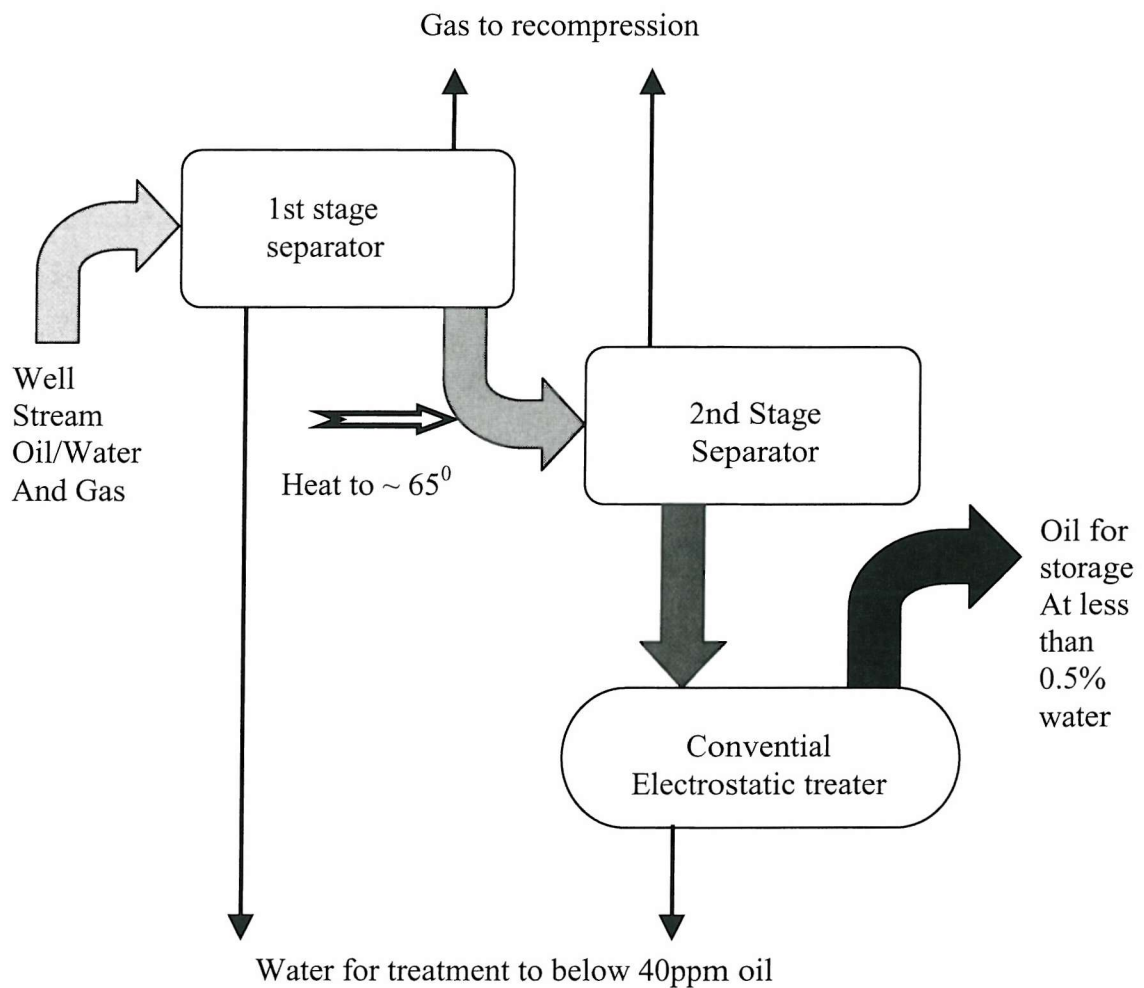 Gas to recompression
1st stage
separator
Well
Stream
Oil/Water
And Gas
2nd Stage
Separator
Heat to ~ 65⁰
Oil for
storage
At less
than
0.5%
water
Convential
Electrostatic treater
Water for treatment to below 40ppm oil